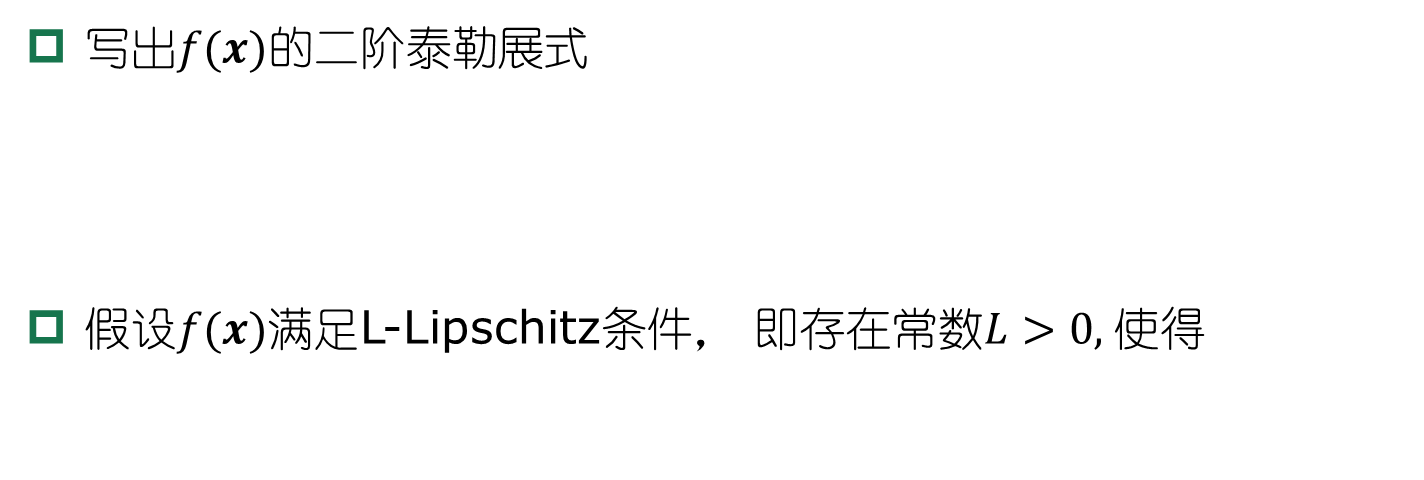 写出f(x)的二阶泰勒展式
假设f(x)满足L-Lipschitz条件， 即存在常数L > 0, 使得